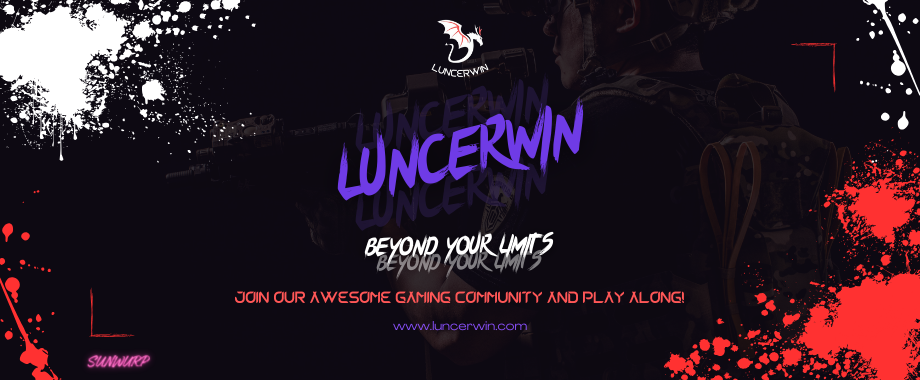 LUNCERWIN
LUNCERWIN
LUNCERWIN
LUNCERWIN
BEYOND YOUR LIMITS
BEYOND YOUR LIMITS
JOIN OUR AWESOME GAMING COMMUNITY AND PLAY ALONG!
www.luncerwin.com
SUNWURP